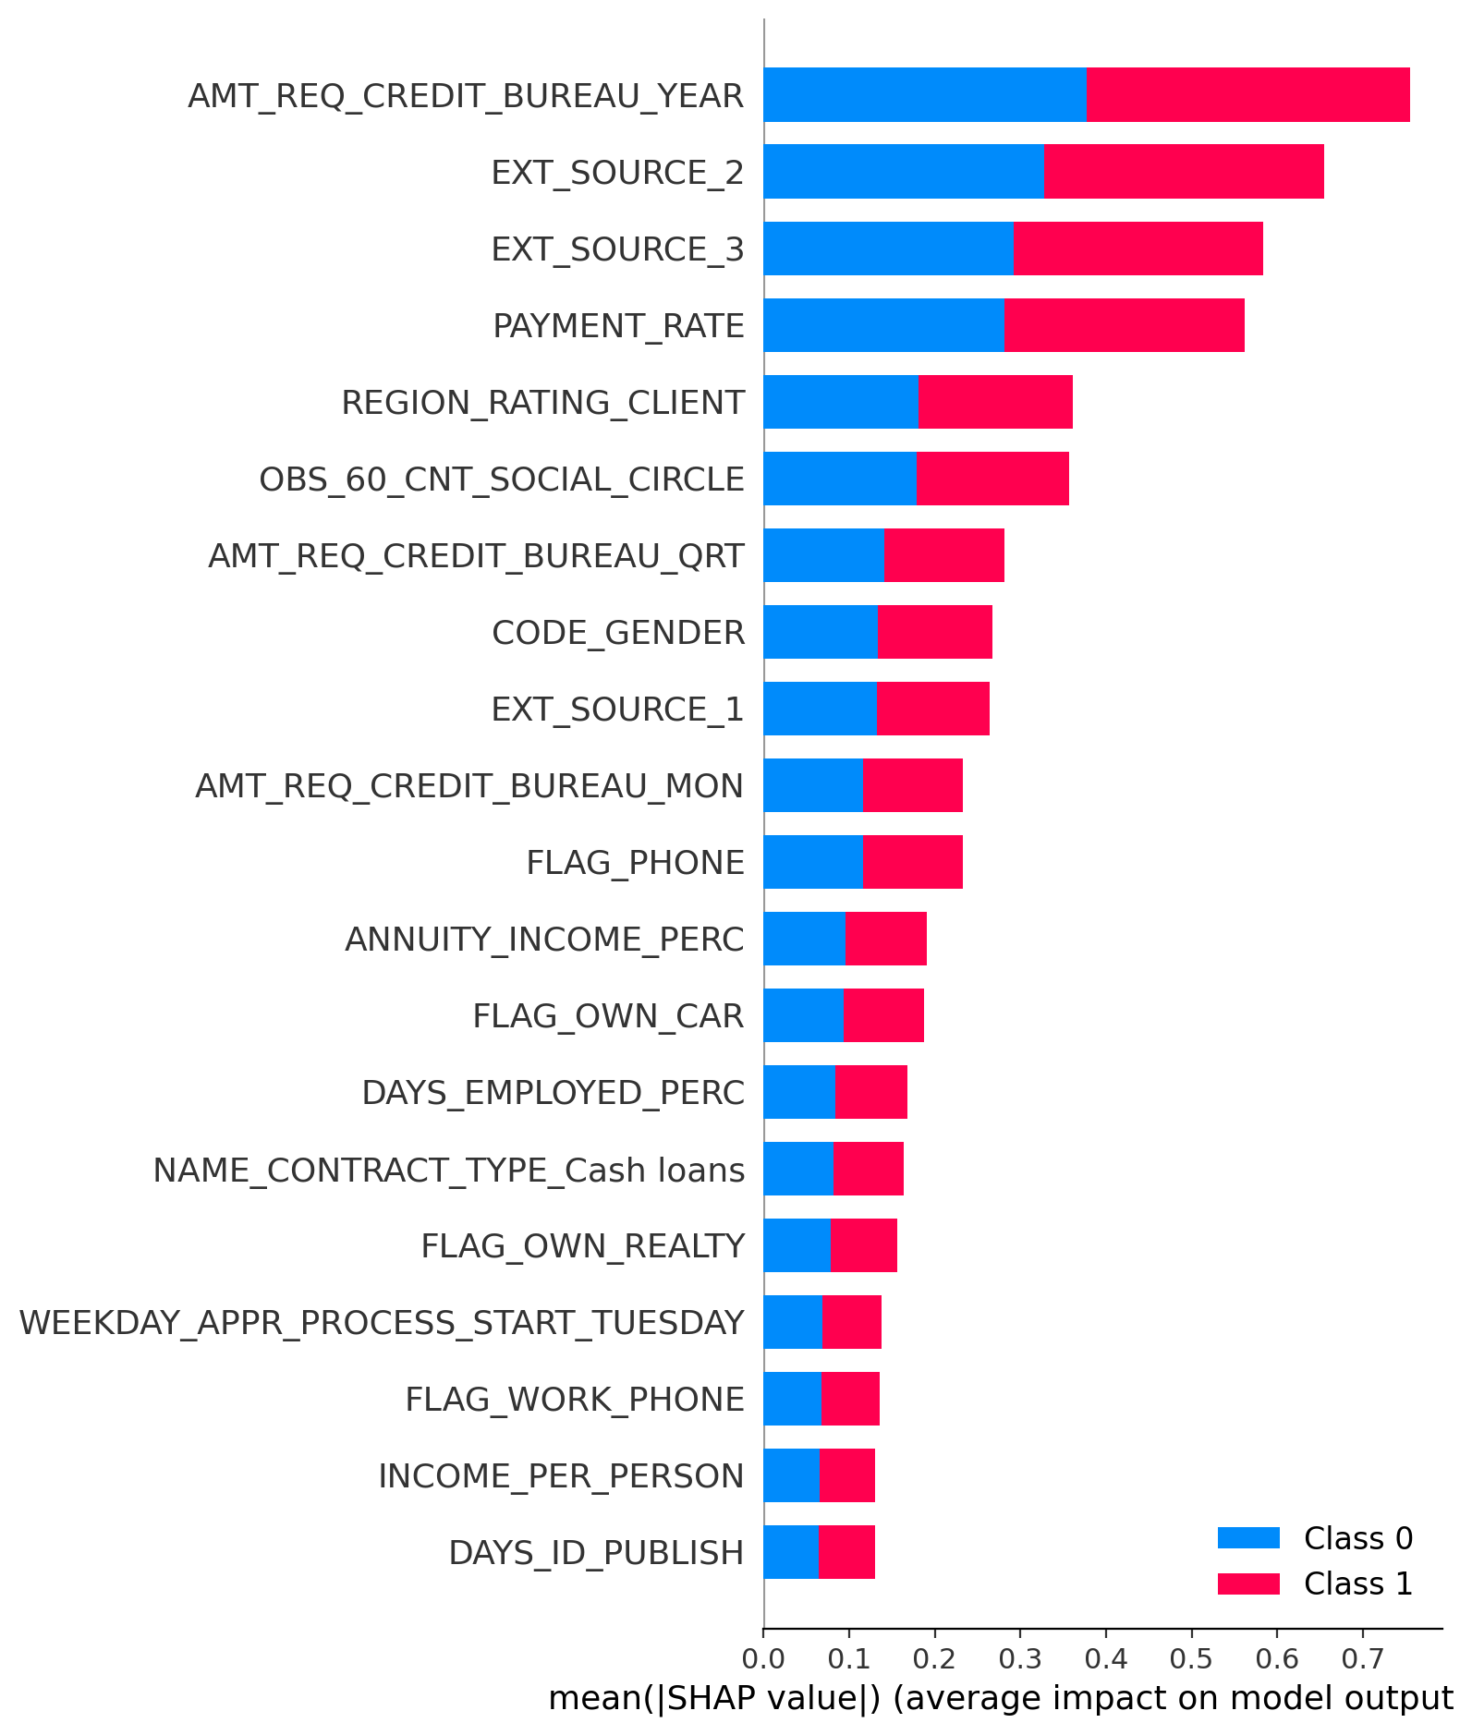 AMT_REQ_CREDIT_BUREAU_YEAR
EXT_SOURCE_2
EXT_SOURCE_3
PAYMENT_RATE
REGION_RATING_CLIENT
OBS_60_CNT_SOCIAL_CIRCLE
AMT_REQ_CREDIT_BUREAU_QRT
CODE_GENDER
EXT_SOURCE_1
AMT_REQ_CREDIT_BUREAU_MON
FLAG_PHONE
ANNUITY_INCOME_PERC
FLAG_OWN_CAR
DAYS_EMPLOYED_PERC
NAME_CONTRACT_TYPE_Cash loans
FLAG_OWN_REALTY
WEEKDAY_APPR_PROCESS_START_TUESDAY
FLAG_WORK_PHONE
INCOME_PER_PERSON
DAYS_ID_PUBLISH
Class 0
Class 1
0.0 0.1 0.2 0.3 0.4 0.5 0.6 0.7
mean(|SHAP value|) (average impact on model output